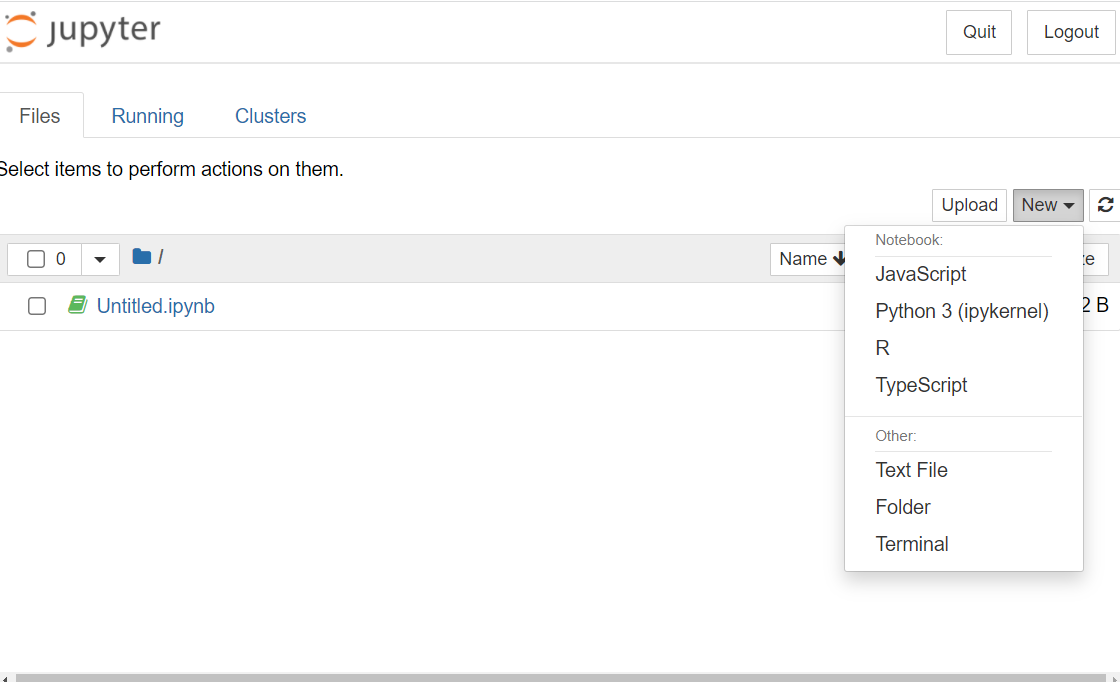 jupyter
Quit Logout
Files Running Clusters
Select items to perform actions on them.
Upload New
0 /
Name
Untitled.ipynb
2 B
Notebook:
JavaScript
Python 3 (ipykernel)
R
TypeScript
Other:
Text File
Folder
Terminal